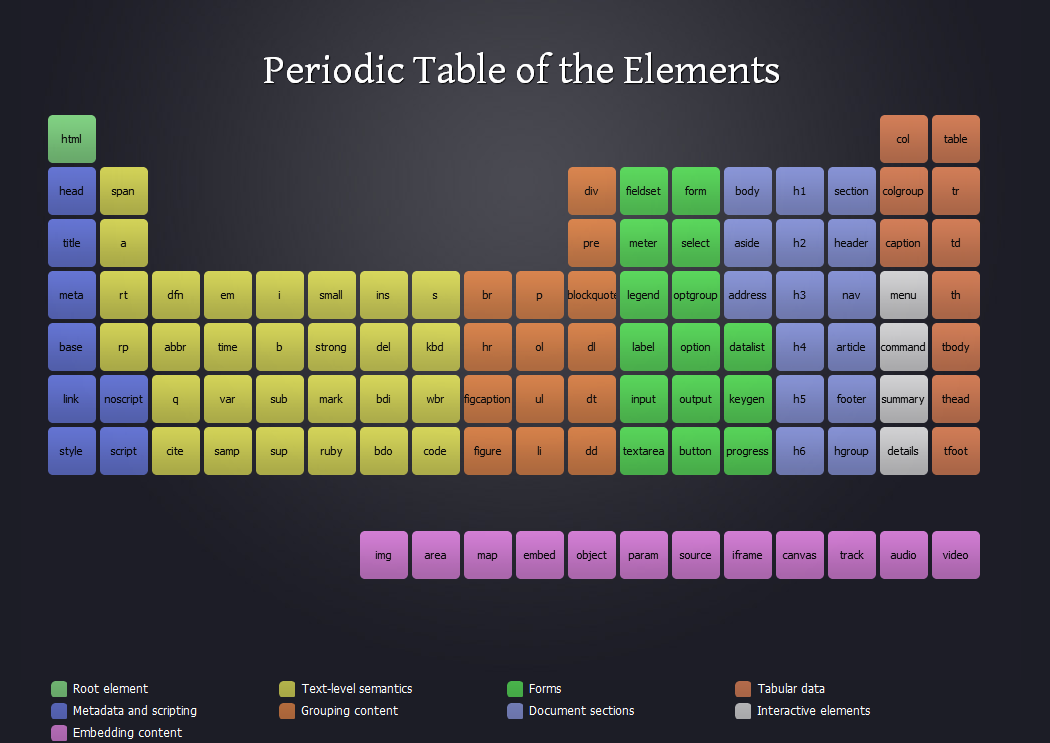 Periodic Table of the Elements
html col table
head span div fieldset form body h1 section colgroup tr
title a pre meter select aside h2 header caption td
meta rt dfn em i small ins s br p blockquote legend optgroup address h3 nav menu th
base rp abbr time b strong del kbd hr ol dl label option datalist h4 article command tbody
link noscript q var sub mark bdi wbr figcaption ul dt input output keygen h5 footer summary thead
style script cite samp sup ruby bdo code figure li dd textarea button progress h6 hgroup details tfoot
img area map embed object param source iframe canvas track audio video
Root element Text-level semantics Forms Tabular data
Metadata and scripting Grouping content Document sections Interactive elements
Embedding content